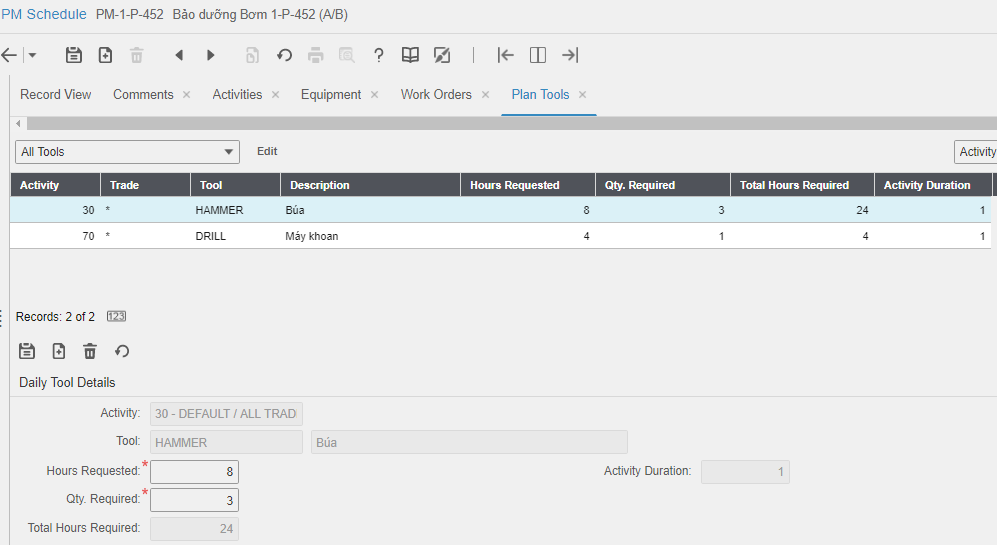 PM Schedule PM-1-P-452 Bảo dưỡng Bơm 1-P-452 (A/B)
Record View Comments × Activities × Equipment × Work Orders × Plan Tools ×
All Tools Edit Activity
Activity Trade Tool Description Hours Requested Qty. Required Total Hours Required Activity Duration
30 * HAMMER Búa 8 3 24 1
70 * DRILL Máy khoan 4 1 4 1
Records: 2 of 2 123
Daily Tool Details
Activity: 30 - DEFAULT / ALL TRAD
Tool: HAMMER Búa
Hours Requested: * 8 Activity Duration: 1
Qty. Required: * 3
Total Hours Required: 24